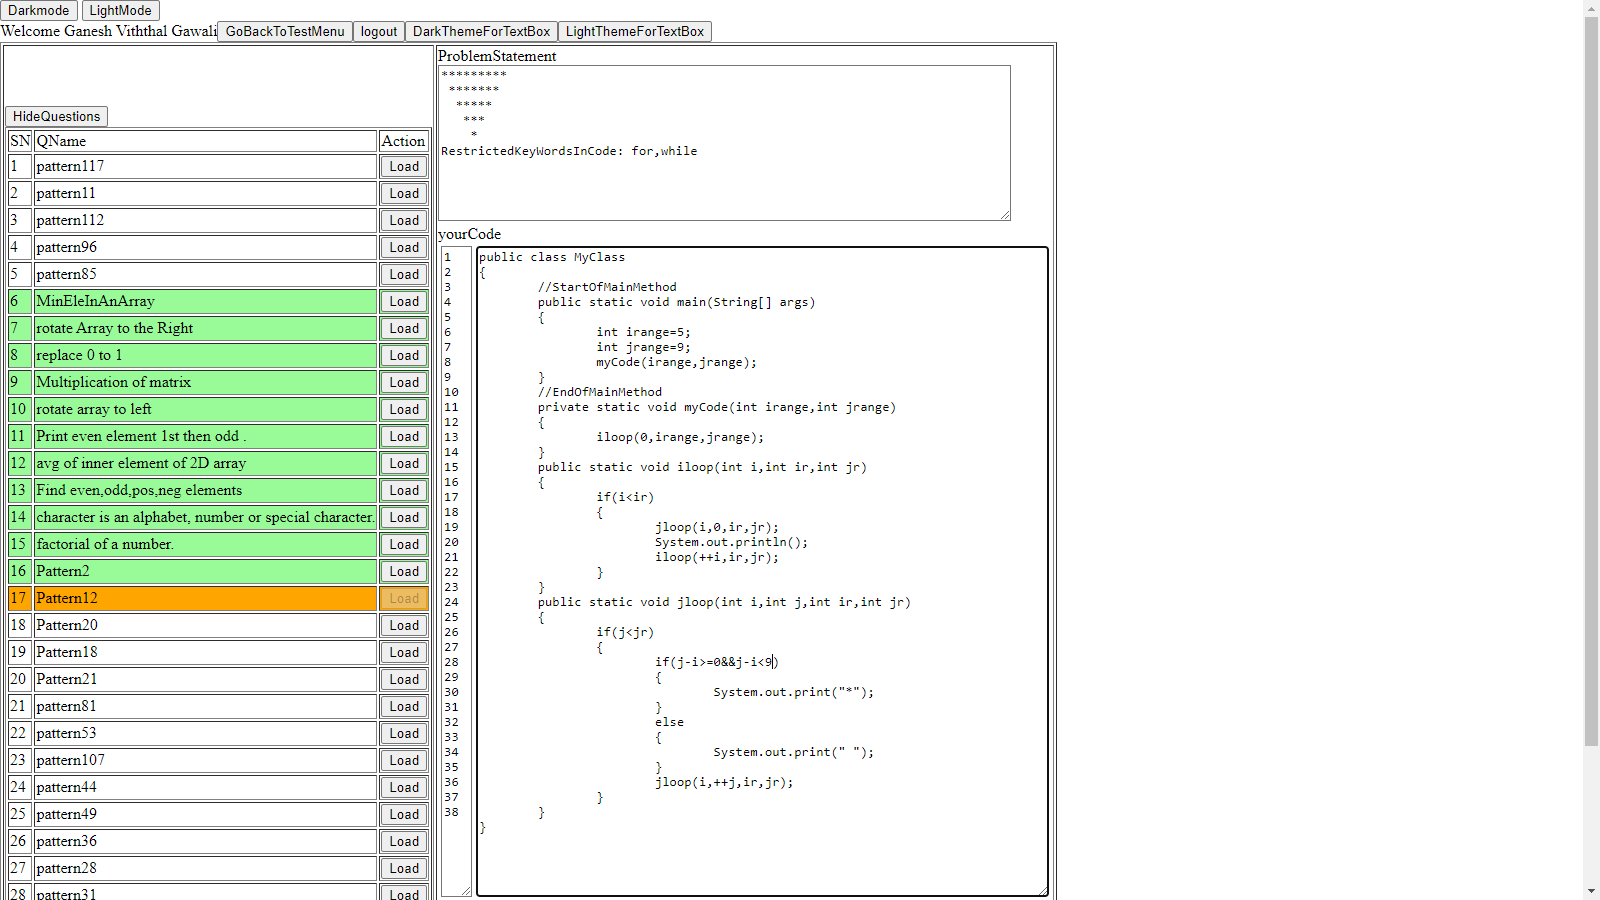 Darkmode LightMode
Welcome Ganesh Viththal Gawali GoBackToTestMenu logout DarkThemeForTextBox LightThemeForTextBox
HideQuestions
SN QName Action
1 pattern117 Load
2 pattern11 Load
3 pattern112 Load
4 pattern96 Load
5 pattern85 Load
6 MinEleInAnArray Load
7 rotate Array to the Right Load
8 replace 0 to 1 Load
9 Multiplication of matrix Load
10 rotate array to left Load
11 Print even element 1st then odd . Load
12 avg of inner element of 2D array Load
13 Find even,odd,pos,neg elements Load
14 character is an alphabet, number or special character. Load
15 factorial of a number. Load
16 Pattern2 Load
17 Pattern12 Load
18 Pattern20 Load
19 Pattern18 Load
20 Pattern21 Load
21 pattern81 Load
22 pattern53 Load
23 pattern107 Load
24 pattern44 Load
25 pattern49 Load
26 pattern36 Load
27 pattern28 Load
28 pattern31 Load
ProblemStatement
*********
 *******
  *****
   ***
    *
RestrictedKeyWordsInCode: for,while
yourCode
1 public class MyClass
2 {
3 //StartOfMainMethod
4 public static void main(String[] args)
5 {
6 int irange=5;
7 int jrange=9;
8 myCode(irange,jrange);
9 }
10 //EndOfMainMethod
11 private static void myCode(int irange,int jrange)
12 {
13 iloop(0,irange,jrange);
14 }
15 public static void iloop(int i,int ir,int jr)
16 {
17 if(i<ir)
18 {
19 jloop(i,0,ir,jr);
20 System.out.println();
21 iloop(++i,ir,jr);
22 }
23 }
24 public static void jloop(int i,int j,int ir,int jr)
25 {
26 if(j<jr)
27 {
28 if(j-i>=0&&j-i<9)
29 {
30 System.out.print("*");
31 }
32 else
33 {
34 System.out.print(" ");
35 }
36 jloop(i,++j,ir,jr);
37 }
38 }
}